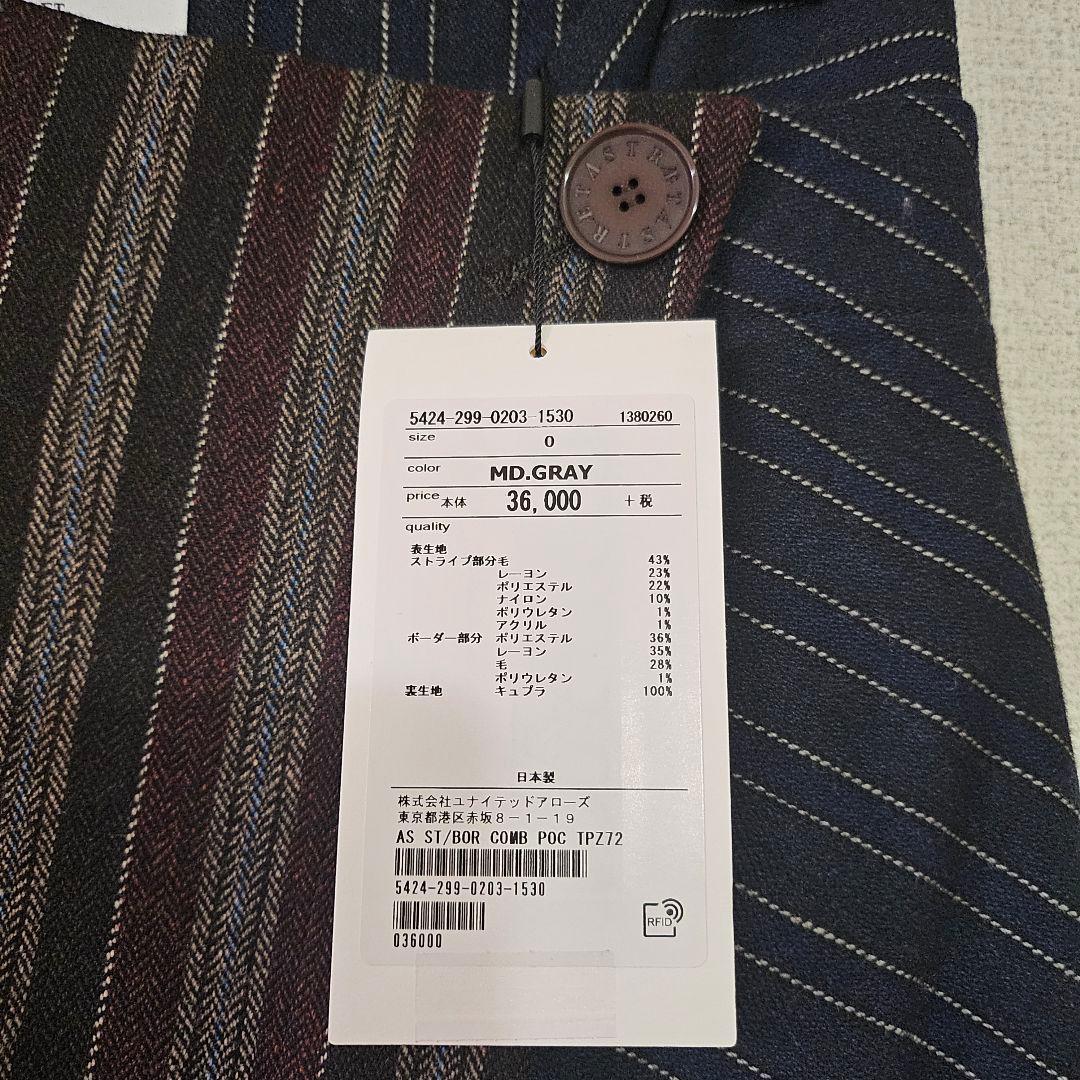 ET
ASTRÆTASTRÆT
5424-299-0203-1530 1380260
size 0
color MD.GRAY
price 本体 36,000 +税
quality
表生地
ストライプ部分毛 43%
レーヨン 23%
ポリエステル 22%
ナイロン 10%
ポリウレタン 1%
アクリル 1%
ボーダー部分 ポリエステル 36%
レーヨン 35%
毛 28%
ポリウレタン 1%
裏生地 キュプラ 100%
日本製
株式会社ユナイテッドアローズ
東京都港区赤坂8-1-19
AS ST/BOR COMB POC TPZ72
5424-299-0203-1530
036000
RFID